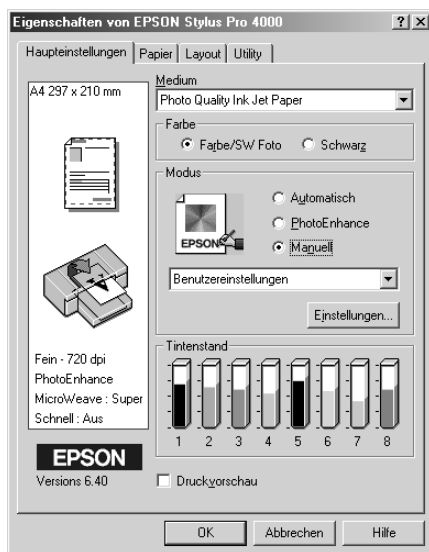 Eigenschaften von EPSON Stylus Pro 4000
Haupteinstellungen Papier Layout Utility
A4 297 x 210 mm
Medium
Photo Quality Ink Jet Paper
Farbe
Farbe/SW Foto Schwarz
Modus
EPSON
Automatisch
PhotoEnhance
Manuell
Benutzereinstellungen
Einstellungen...
Tintenstand
1 2 3 4 5 6 7 8
Fein - 720 dpi
PhotoEnhance
MicroWeave : Super
Schnell : Aus
EPSON
Versions 6.40
Druckvorschau
OK Abbrechen Hilfe